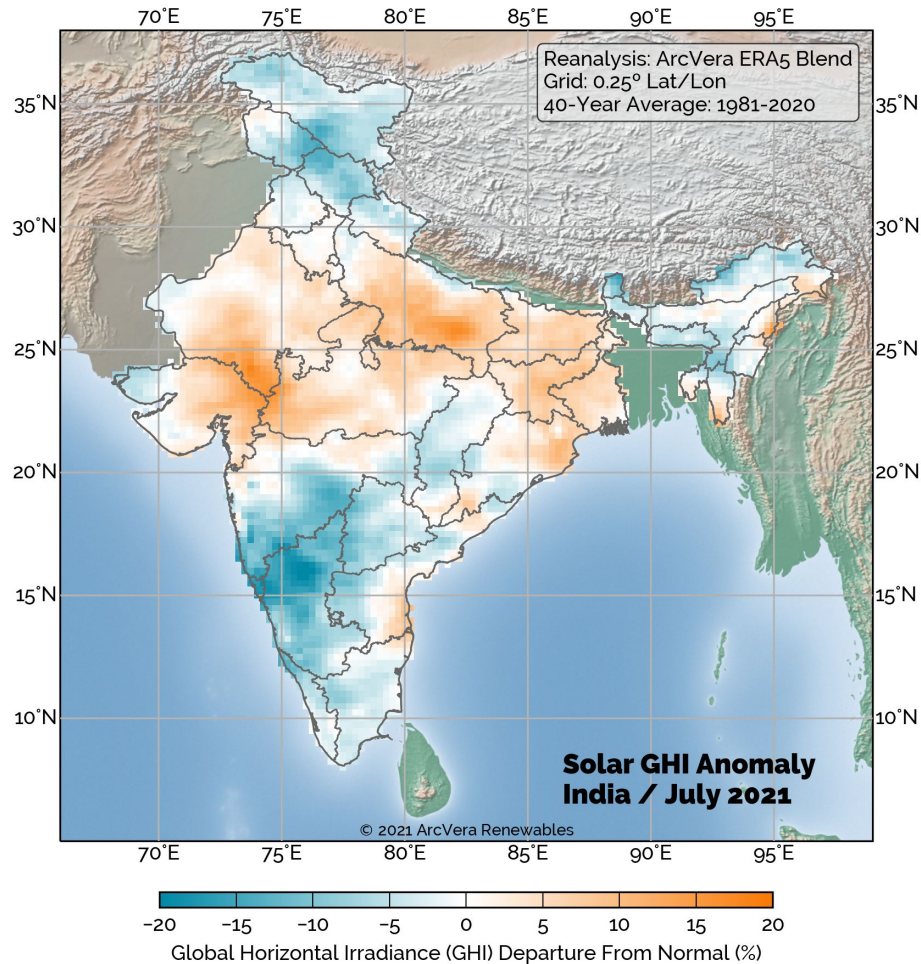 70°E 75°E 80°E 85°E 90°E 95°E
Reanalysis: ArcVera ERA5 Blend
Grid: 0.25º Lat/Lon
40-Year Average: 1981-2020
35°N 35°N
30°N 30°N
25°N 25°N
20°N 20°N
15°N 15°N
10°N 10°N
Solar GHI Anomaly
India / July 2021
© 2021 ArcVera Renewables
70°E 75°E 80°E 85°E 90°E 95°E
−20 −15 −10 −5 0 5 10 15 20
Global Horizontal Irradiance (GHI) Departure From Normal (%)